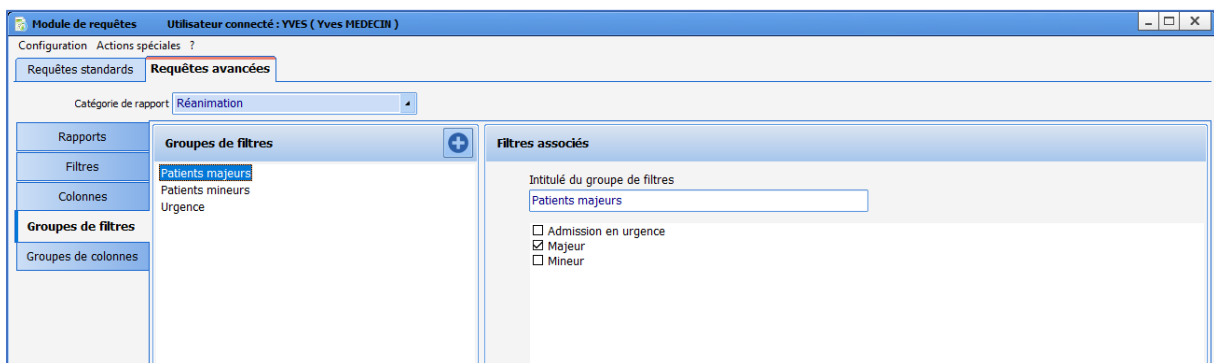 Module de requêtes Utilisateur connecté : YVES ( Yves MEDECIN )
Configuration Actions spéciales ?
Requêtes standards Requêtes avancées
Catégorie de rapport Réanimation
Rapports
Filtres
Colonnes
Groupes de filtres
Groupes de colonnes
Groupes de filtres
Patients majeurs
Patients mineurs
Urgence
Filtres associés
Intitulé du groupe de filtres
Patients majeurs
Admission en urgence
Majeur
Mineur